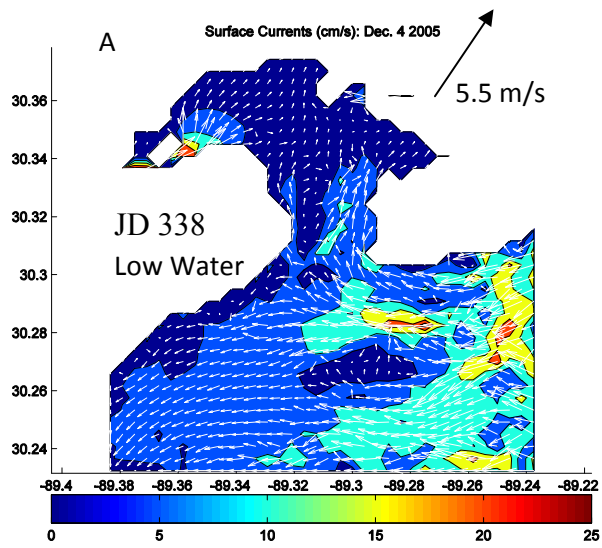 A
Surface Currents (cm/s): Dec. 4 2005
5.5 m/s
JD 338
Low Water
30.36
30.34
30.32
30.3
30.28
30.26
30.24
-89.4 -89.38 -89.36 -89.34 -89.32 -89.3 -89.28 -89.26 -89.24 -89.22
0 5 10 15 20 25